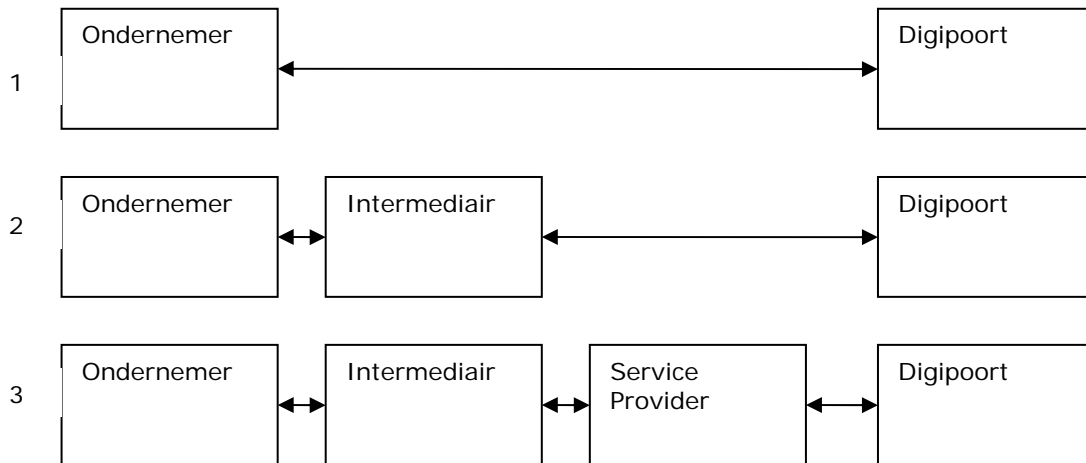 Ondernemer Digipoort
1
Ondernemer Intermediair Digipoort
2
Ondernemer Intermediair Service Digipoort
Provider
3